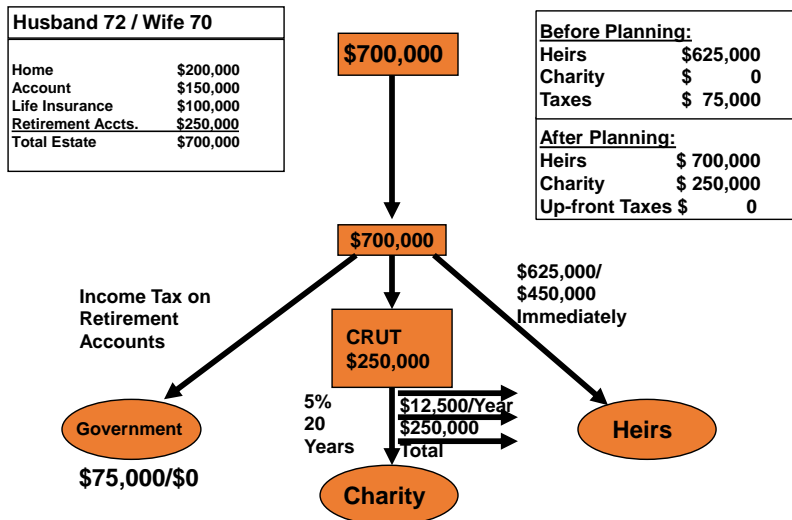 Husband 72 / Wife 70
Home $200,000
Account $150,000
Life Insurance $100,000
Retirement Accts. $250,000
Total Estate $700,000
$700,000
Before Planning:
Heirs $625,000
Charity $ 0
Taxes $ 75,000
After Planning:
Heirs $ 700,000
Charity $ 250,000
Up-front Taxes $ 0
$700,000
Income Tax on
Retirement
Accounts
$625,000/
$450,000
Immediately
CRUT
$250,000
5%
20
Years
$12,500/Year
$250,000
Total
Government
$75,000/$0
Charity
Heirs